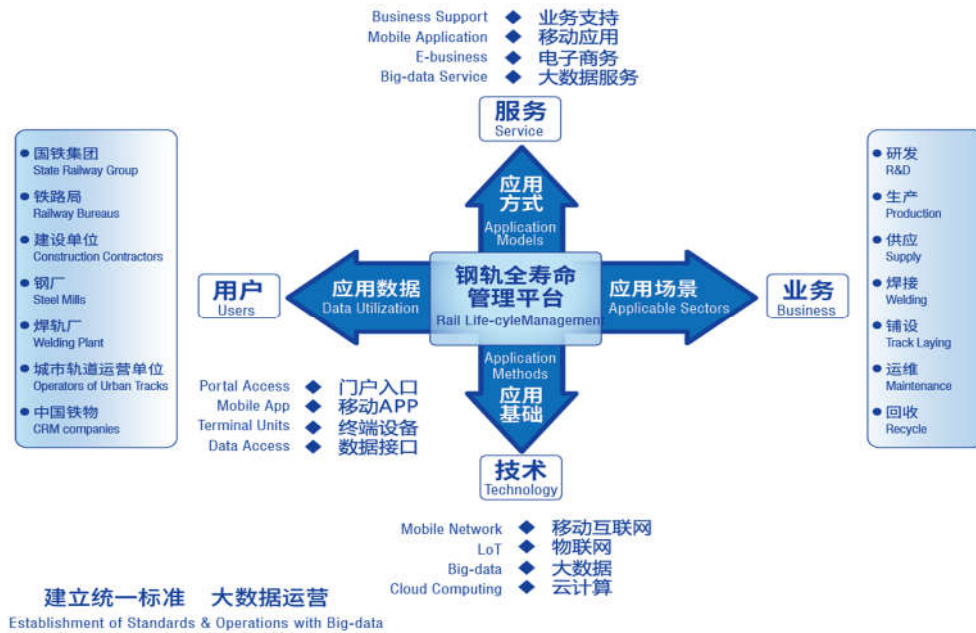 Business Support ◆ 业务支持
Mobile Application ◆ 移动应用
E-business ◆ 电子商务
Big-data Service ◆ 大数据服务
服务
Service
应用
方式
Application
Models
国铁集团
State Railway Group
铁路局
Railway Bureaus
建设单位
Construction Contractors
钢厂
Steel Mills
焊轨厂
Welding Plant
城市轨道运营单位
Operators of Urban Tracks
中国铁物
CRM companies
用户
Users
应用数据
Data Utilization
钢轨全寿命
管理平台
Rail Life-cyleManagement
应用场景
Applicable Sectors
业务
Business
研发
R&D
生产
Production
供应
Supply
焊接
Welding
铺设
Track Laying
运维
Maintenance
回收
Recycle
Portal Access ◆ 门户入口
Mobile App ◆ 移动APP
Terminal Units ◆ 终端设备
Data Access ◆ 数据接口
Application
Methods
应用
基础
技术
Technology
Mobile Network ◆ 移动互联网
LoT ◆ 物联网
Big-data ◆ 大数据
Cloud Computing ◆ 云计算
建立统一标准 大数据运营
Establishment of Standards & Operations with Big-data